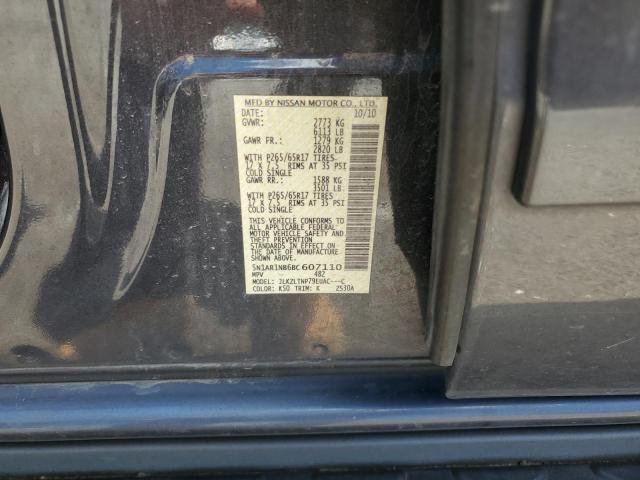 MFD BY NISSAN MOTOR CO., LTD.
DATE: 10/10
GVWR: 2773 KG
6113 LB
GAWR FR.: 1279 KG
2820 LB
WITH P265/65R17 TIRES
17 X 7.5 RIMS AT 35 PSI
COLD SINGLE
GAWR RR.: 1588 KG
3501 LB
WITH P265/65R17 TIRES
17 X 7.5 RIMS AT 35 PSI
COLD SINGLE
THIS VEHICLE CONFORMS TO
ALL APPLICABLE FEDERAL
MOTOR VEHICLE SAFETY AND
THEFT PREVENTION
STANDARDS IN EFFECT ON
THE DATE OF MANUFACTURE
SHOWN ABOVE.
5N1AR1NB6BC607110
MPV 482
MODEL: JLKZLTNP79EUAC---C
COLOR: K50 TRIM: K 2530A